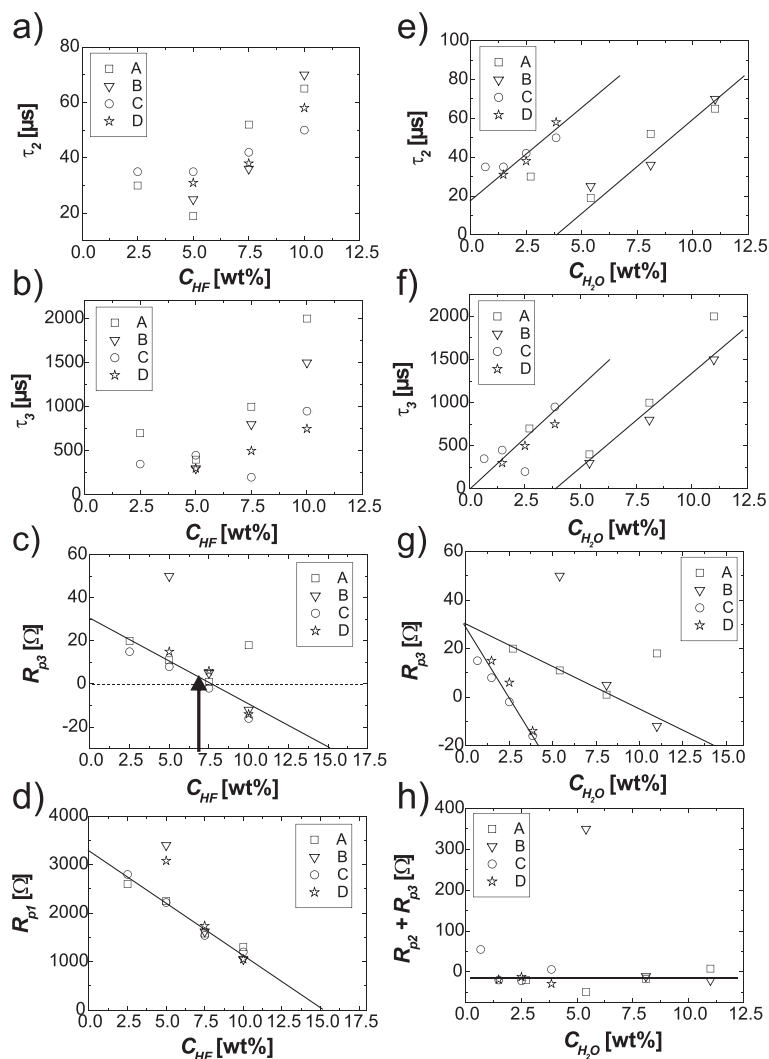 a)
80
60
40
20
τ2 [µs]
A
B
C
D
0.0 2.5 5.0 7.5 10.0 12.5
CHF [wt%]
e)
100
80
60
40
20
0
τ2 [µs]
A
B
C
D
0.0 2.5 5.0 7.5 10.0 12.5
CH2O [wt%]
b)
2000
1500
1000
500
0
τ3 [µs]
A
B
C
D
0.0 2.5 5.0 7.5 10.0 12.5
CHF [wt%]
f)
2000
1500
1000
500
0
τ3 [µs]
A
B
C
D
0.0 2.5 5.0 7.5 10.0 12.5
CH2O [wt%]
c)
60
40
20
0
-20
Rp3 [Ω]
A
B
C
D
0.0 2.5 5.0 7.5 10.0 12.5 15.0 17.5
CHF [wt%]
g)
60
40
20
0
-20
Rp3 [Ω]
A
B
C
D
0.0 2.5 5.0 7.5 10.0 12.5 15.0
CH2O [wt%]
d)
4000
3000
2000
1000
0
Rp1 [Ω]
A
B
C
D
0.0 2.5 5.0 7.5 10.0 12.5 15.0 17.5
CHF [wt%]
h)
400
300
200
100
0
Rp2 + Rp3 [Ω]
A
B
C
D
0.0 2.5 5.0 7.5 10.0 12.5
CH2O [wt%]